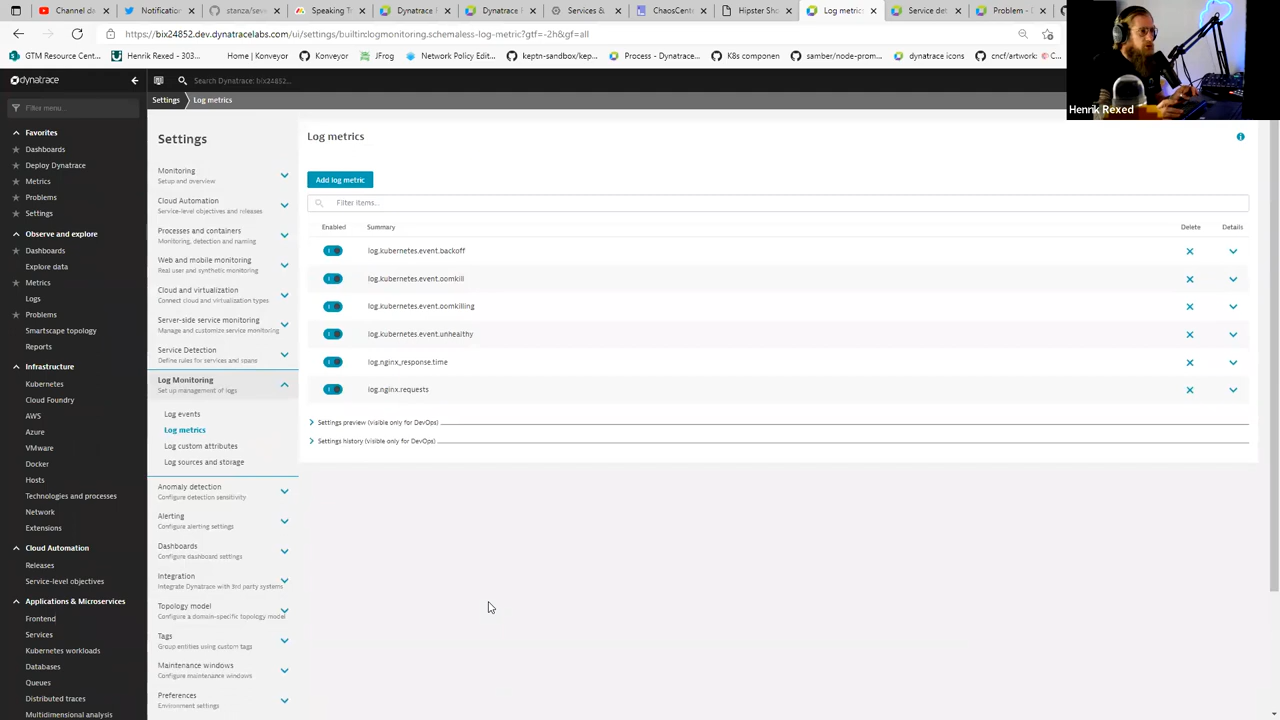 Channel da
Notification
stanza/seve
Speaking To
Dynatrace |
Dynatrace |
Services &
ChaosCente
Poster Show
Log metrics
Service det
Problem - D
https://bix24852.dev.dynatracelabs.com/ui/settings/builtin:logmonitoring.schemaless-log-metric?gtf=-2h&gf=all
GTM Resource Cent...
Henrik Rexed - 303...
Home | Konveyor
Konveyor
Network Policy Edit...
keptn-sandbox/kept...
Process - Dynatrac...
K8s componen
samber/node-prom...
dynatrace icons
cncf/artwork:
Henrik Rexed
dynatrace
Search Dynatrace: bix24852...
Filter menu...
Settings
Log metrics
Favorites
Dashboards
Deploy Dynatrace
Metrics
Problems
Settings
Observe and explore
Dashboards
Explore data
Metrics
Logs
Problems
Smartscape topology
Reports
Infrastructure
Kubernetes
Cloud Foundry
AWS
Azure
VMware
Docker
Hosts
Technologies and processes
Network
Extensions
Cloud Automation
Releases
Service-level objectives
Applications & Microservices
Frontend
Services
Kubernetes workloads
Databases
Queues
Distributed traces
Multidimensional analysis
Settings
Monitoring
Setup and overview
Cloud Automation
Service-level objectives and releases
Processes and containers
Monitoring, detection and naming
Web and mobile monitoring
Real user and synthetic monitoring
Cloud and virtualization
Connect cloud and virtualization types
Server-side service monitoring
Manage and customize service monitoring
Service Detection
Define rules for services and spans
Log Monitoring
Set up management of logs
Log events
Log metrics
Log custom attributes
Log sources and storage
Anomaly detection
Configure detection sensitivity
Alerting
Configure alerting settings
Dashboards
Configure dashboard settings
Integration
Integrate Dynatrace with 3rd party systems
Topology model
Configure a domain-specific topology model
Tags
Group entities using custom tags
Maintenance windows
Configure maintenance windows
Preferences
Environment settings
Log metrics
Add log metric
Filter items...
Enabled
Summary
Delete
Details
log.kubernetes.event.backoff
log.kubernetes.event.oomkill
log.kubernetes.event.oomkilling
log.kubernetes.event.unhealthy
log.nginx_response.time
log.nginx.requests
Settings preview (visible only for DevOps)
Settings history (visible only for DevOps)